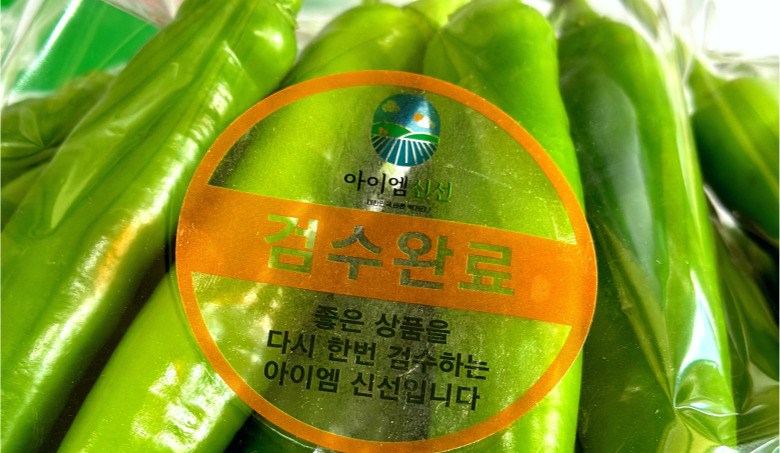 아이엠신선
검수완료
좋은 상품을
다시 한번 검수하는
아이엠 신선입니다